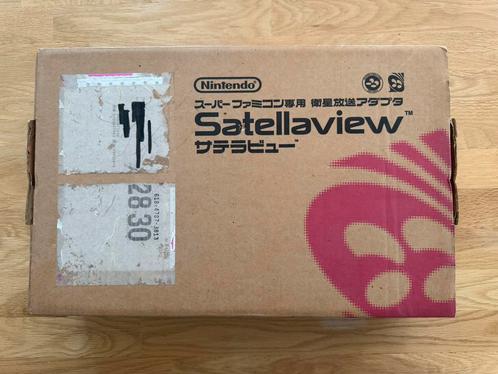 Nintendo
スーパーファミコン専用 衛星放送アダプタ
Satellaview™
サテラビュー
28-30